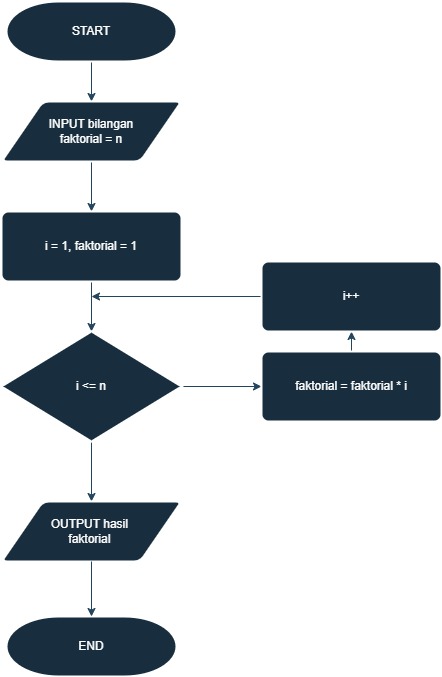 START
INPUT bilangan
faktorial = n
i = 1, faktorial = 1
i++
i <= n
faktorial = faktorial * i
OUTPUT hasil
faktorial
END